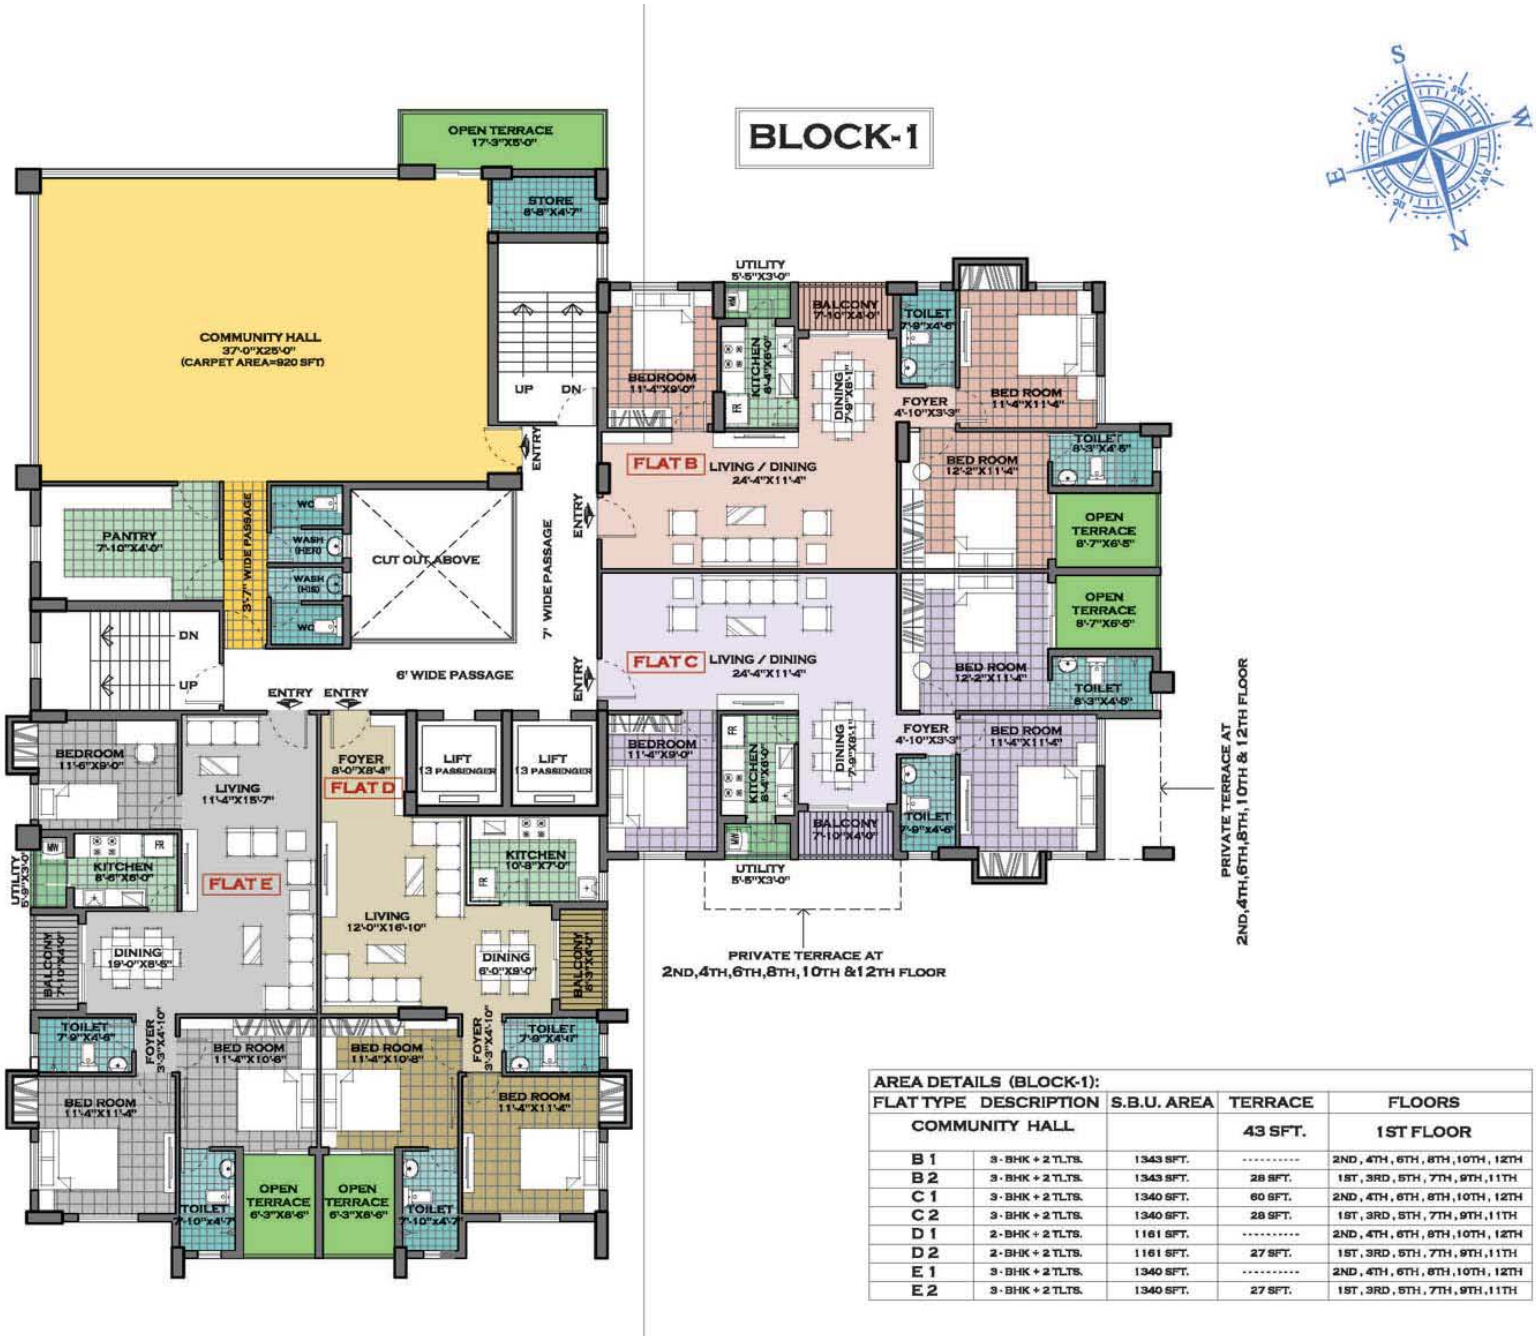 BLOCK-1
S
SW
W
NW
N
NE
E
SE
OPEN TERRACE
17'-3"X5'-0"
STORE
8'-8"X4'-7"
COMMUNITY HALL
37'-0"X25'-0"
(CARPET AREA=920 SFT)
UP
DN
ENTRY
PANTRY
7'-10"X4'-0"
3'-7" WIDE PASSAGE
WC
WASH
(HER)
WASH
(HIS)
WC
CUT OUT ABOVE
7' WIDE PASSAGE
6' WIDE PASSAGE
DN
UP
UTILITY
5'-5"X3'-0"
WM
BALCONY
7'-10"X4'-0"
TOILET
7'-9"X4'-6"
BEDROOM
11'-4"X9'-0"
KITCHEN
8'-4"X6'-0"
FR
DINING
7'-9"X8'-1"
FOYER
4'-10"X3'-3"
BED ROOM
11'-4"X11'-4"
FLAT B
LIVING / DINING
24'-4"X11'-4"
ENTRY
BED ROOM
12'-2"X11'-4"
TOILET
8'-3"X4'-5"
OPEN
TERRACE
8'-7"X6'-5"
OPEN
TERRACE
8'-7"X6'-5"
FLAT C
LIVING / DINING
24'-4"X11'-4"
ENTRY
BED ROOM
12'-2"X11'-4"
TOILET
8'-3"X4'-5"
BEDROOM
11'-4"X9'-0"
FR
KITCHEN
8'-4"X6'-0"
DINING
7'-9"X8'-1"
FOYER
4'-10"X3'-3"
BED ROOM
11'-4"X11'-4"
TOILET
7'-9"X4'-6"
MW
BALCONY
7'-10"X4'-0"
UTILITY
5'-5"X3'-0"
PRIVATE TERRACE AT
2ND,4TH,6TH,8TH,10TH & 12TH FLOOR
PRIVATE TERRACE AT
2ND,4TH,6TH,8TH,10TH &12TH FLOOR
ENTRY
ENTRY
BEDROOM
11'-6"X9'-0"
LIVING
11'-4"X15'-7"
FOYER
8'-0"X8'-4"
FLAT D
LIFT
13 PASSENGER
LIFT
13 PASSENGER
UTILITY
5'-9"X3'-0"
MW
FR
KITCHEN
8'-6"X6'-0"
FLAT E
KITCHEN
10'-8"X7'-0"
FR
LIVING
12'-0"X16'-10"
BALCONY
7'-10"X4'-0"
DINING
19'-0"X8'-5"
DINING
6'-0"X9'-0"
BALCONY
8'-3"X4'-0"
TOILET
7'-9"X4'-6"
FOYER
3'-3"X4'-10"
BED ROOM
11'-4"X10'-6"
BED ROOM
11'-4"X10'-8"
FOYER
3'-3"X4'-10"
TOILET
7'-9"X4'-6"
BED ROOM
11'-4"X11'-4"
BED ROOM
11'-4"X11'-4"
TOILET
7'-10"x4'-7"
OPEN
TERRACE
6'-3"X8'-6"
OPEN
TERRACE
6'-3"X8'-6"
TOILET
7'-10"x4'-7"
AREA DETAILS (BLOCK-1):
FLAT TYPE DESCRIPTION S.B.U. AREA TERRACE FLOORS
COMMUNITY HALL 43 SFT. 1ST FLOOR
B 1 3-BHK + 2 TLTS. 1343 SFT. ---------- 2ND, 4TH, 6TH, 8TH, 10TH, 12TH
B 2 3-BHK + 2 TLTS. 1343 SFT. 28 SFT. 1ST, 3RD, 5TH, 7TH, 9TH, 11TH
C 1 3-BHK + 2 TLTS. 1340 SFT. 60 SFT. 2ND, 4TH, 6TH, 8TH, 10TH, 12TH
C 2 3-BHK + 2 TLTS. 1340 SFT. 28 SFT. 1ST, 3RD, 5TH, 7TH, 9TH, 11TH
D 1 2-BHK + 2 TLTS. 1161 SFT. ---------- 2ND, 4TH, 6TH, 8TH, 10TH, 12TH
D 2 2-BHK + 2 TLTS. 1161 SFT. 27 SFT. 1ST, 3RD, 5TH, 7TH, 9TH, 11TH
E 1 3-BHK + 2 TLTS. 1340 SFT. ---------- 2ND, 4TH, 6TH, 8TH, 10TH, 12TH
E 2 3-BHK + 2 TLTS. 1340 SFT. 27 SFT. 1ST, 3RD, 5TH, 7TH, 9TH, 11TH